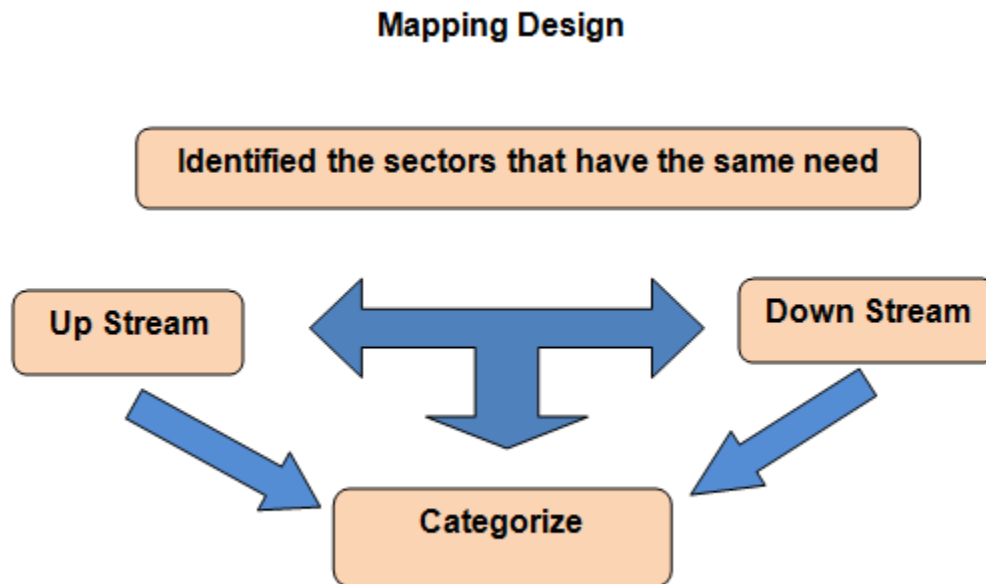 Mapping Design
Identified the sectors that have the same need
Up Stream
Down Stream
Categorize